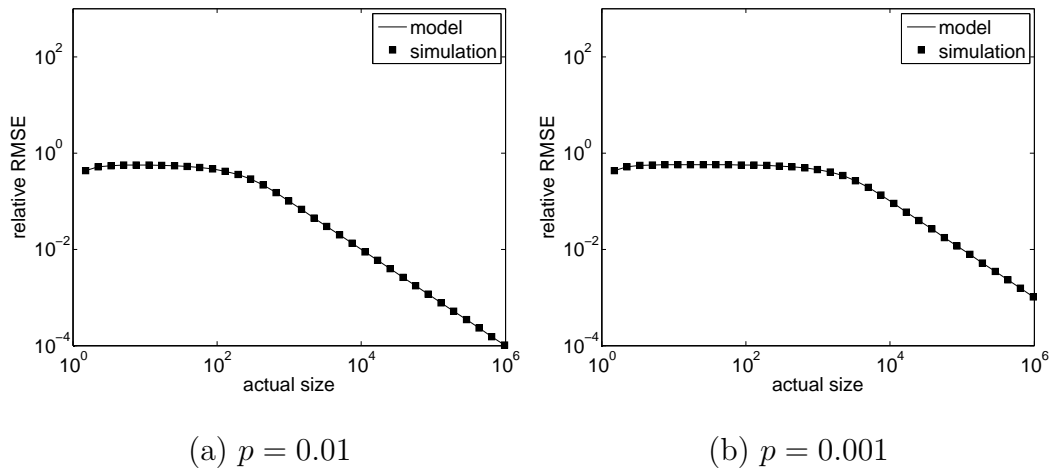 model
simulation
10^2
10^0
10^-2
10^-4
relative RMSE
10^0
10^2
10^4
10^6
actual size
(a) p = 0.01
model
simulation
10^2
10^0
10^-2
10^-4
relative RMSE
10^0
10^2
10^4
10^6
actual size
(b) p = 0.001